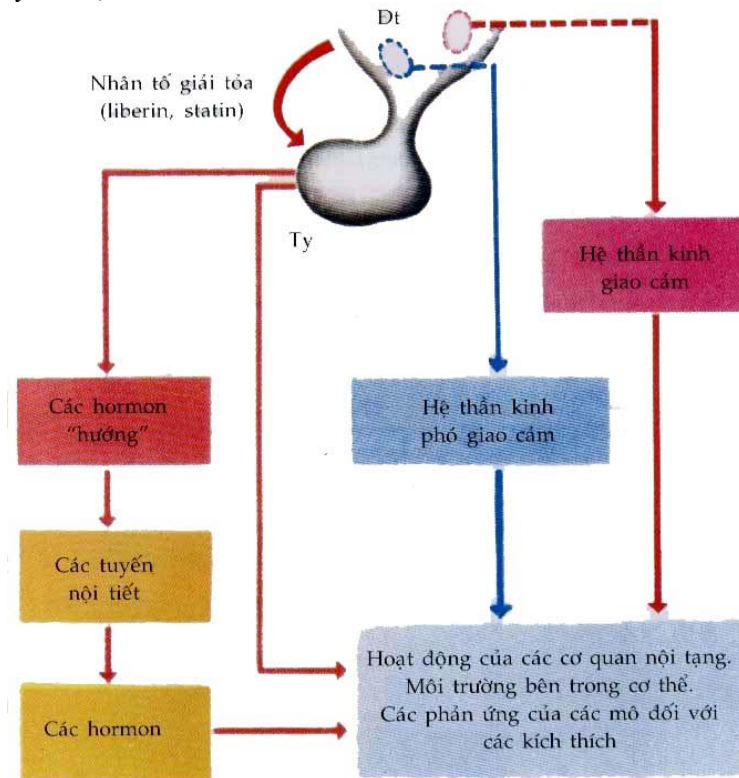 Đt
Nhân tố giải tỏa
(liberin, statin)
Ty
Hệ thần kinh
giao cảm
Các hormon
“hướng”
Hệ thần kinh
phó giao cảm
Các tuyến
nội tiết
Hoạt động của các cơ quan nội tạng.
Môi trường bên trong cơ thể.
Các phản ứng của các mô đối với
các kích thích
Các hormon